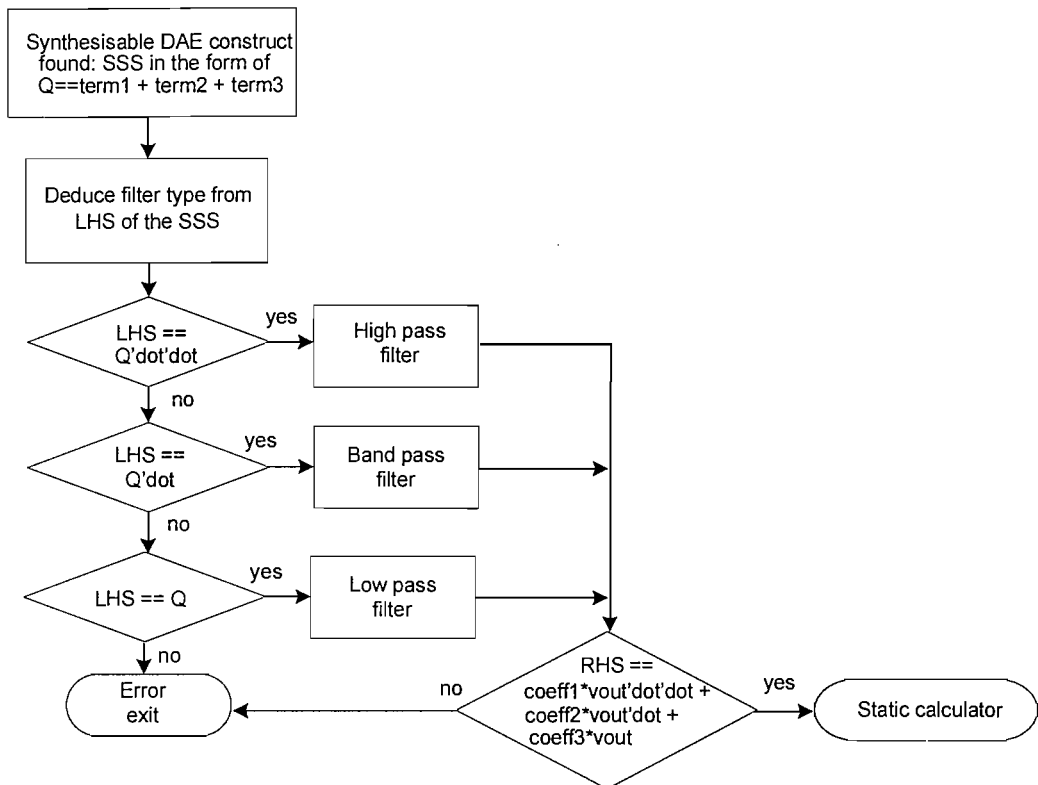 Synthesisable DAE construct
found: SSS in the form of
Q==term1 + term2 + term3
Deduce filter type from
LHS of the SSS
LHS ==
Q'dot'dot
yes
High pass
filter
no
LHS ==
Q'dot
yes
Band pass
filter
no
LHS == Q
yes
Low pass
filter
no
Error
exit
RHS ==
coeff1*vout'dot'dot +
coeff2*vout'dot +
coeff3*vout
no
yes
Static calculator